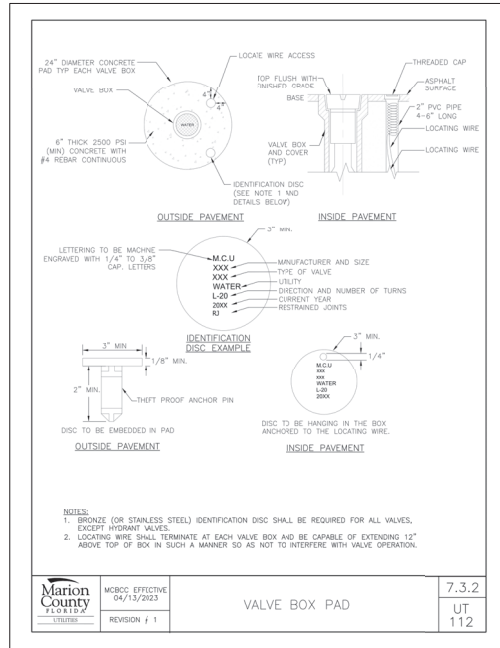 24" DIAMETER CONCRETE
PAD TYP EACH VALVE BOX
VALVE BOX
6" THICK 2500 PSI
(MIN) CONCRETE WITH
#4 REBAR CONTINUOUS
LOCATE WIRE ACCESS
4"
4"
WATER
IDENTIFICATION DISC
(SEE NOTE 1 AND
DETAILS BELOW)
OUTSIDE PAVEMENT
TOP FLUSH WITH
FINISHED GRADE
BASE
VALVE BOX
AND COVER
(TYP)
THREADED CAP
ASPHALT
SURFACE
2" PVC PIPE
4-6" LONG
LOCATING WIRE
LOCATING WIRE
INSIDE PAVEMENT
LETTERING TO BE MACHINE
ENGRAVED WITH 1/4" TO 3/8"
CAP. LETTERS
3" MIN.
M.C.U
XXX
XXX
WATER
L-20
20XX
RJ
MANUFACTURER AND SIZE
TYPE OF VALVE
UTILITY
DIRECTION AND NUMBER OF TURNS
CURRENT YEAR
RESTRAINED JOINTS
IDENTIFICATION
DISC EXAMPLE
3" MIN
1/8" MIN.
2" MIN.
THEFT PROOF ANCHOR PIN
DISC TO BE EMBEDDED IN PAD
OUTSIDE PAVEMENT
3" MIN.
1/4"
M.C.U
XXX
XXX
WATER
L-20
20XX
DISC TO BE HANGING IN THE BOX
ANCHORED TO THE LOCATING WIRE.
INSIDE PAVEMENT
NOTES:
1. BRONZE (OR STAINLESS STEEL) IDENTIFICATION DISC SHALL BE REQUIRED FOR ALL VALVES,
EXCEPT HYDRANT VALVES.
2. LOCATING WIRE SHALL TERMINATE AT EACH VALVE BOX AND BE CAPABLE OF EXTENDING 12"
ABOVE TOP OF BOX IN SUCH A MANNER SO AS NOT TO INTERFERE WITH VALVE OPERATION.
Marion
County
FLORIDA
UTILITIES
MCBCC EFFECTIVE
04/13/2023
REVISION # 1
VALVE BOX PAD
7.3.2
UT
112